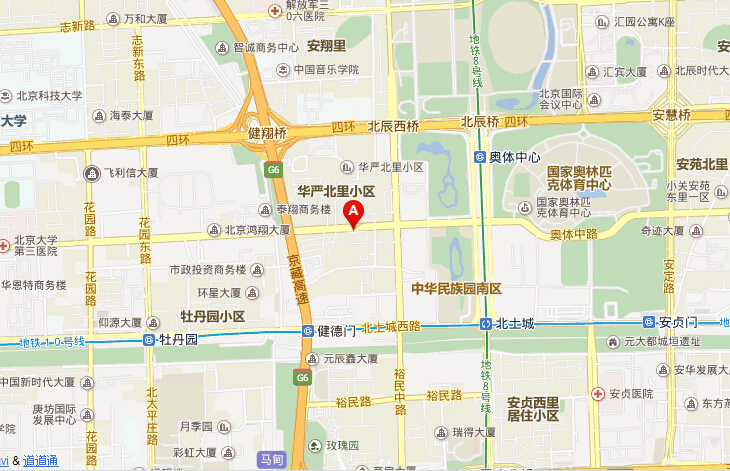 解放军三
0六医院
志新路
万和大厦
安翔里
汇园公寓K座
志新东路
智诚商务中心
地铁8号线
中国音乐学院
汇宾大厦
北辰时代大
北京科技大学
北京国际
会议中心
海泰大厦
大学
四环
健翔桥
四环
北辰西桥
北辰桥
四环
安慧桥
G6
飞利信大厦
华严北里小区
奥体中心
国家奥林匹
克体育中心
安苑北里
小关安苑
东里一区
华严北里小区
泰翔商务楼
A
国家奥林匹
克体育中心
花园路
花园东路
北京鸿翔大厦
奥体中路
奇迹大厦
北京大学
第三医院
京藏高速
市政投资商务楼
安定路
华恩特商务楼
环星大厦
中华民族园南区
花园路
牡丹园小区
仰源大厦
健德门
北土城西路
北土城
安贞门
地铁10号线
牡丹园
元大都城垣遗址
元辰鑫大厦
地铁8号线
安华发展大
中国新时代大厦
G6
裕民中路
北太平庄路
安贞西里
居住小区
安贞医院
裕民路
裕民路
东方燕
庚坊国际
发展中心
月季园
瑞得大厦
彩虹大厦
玫瑰园
马甸
vi & 道道通